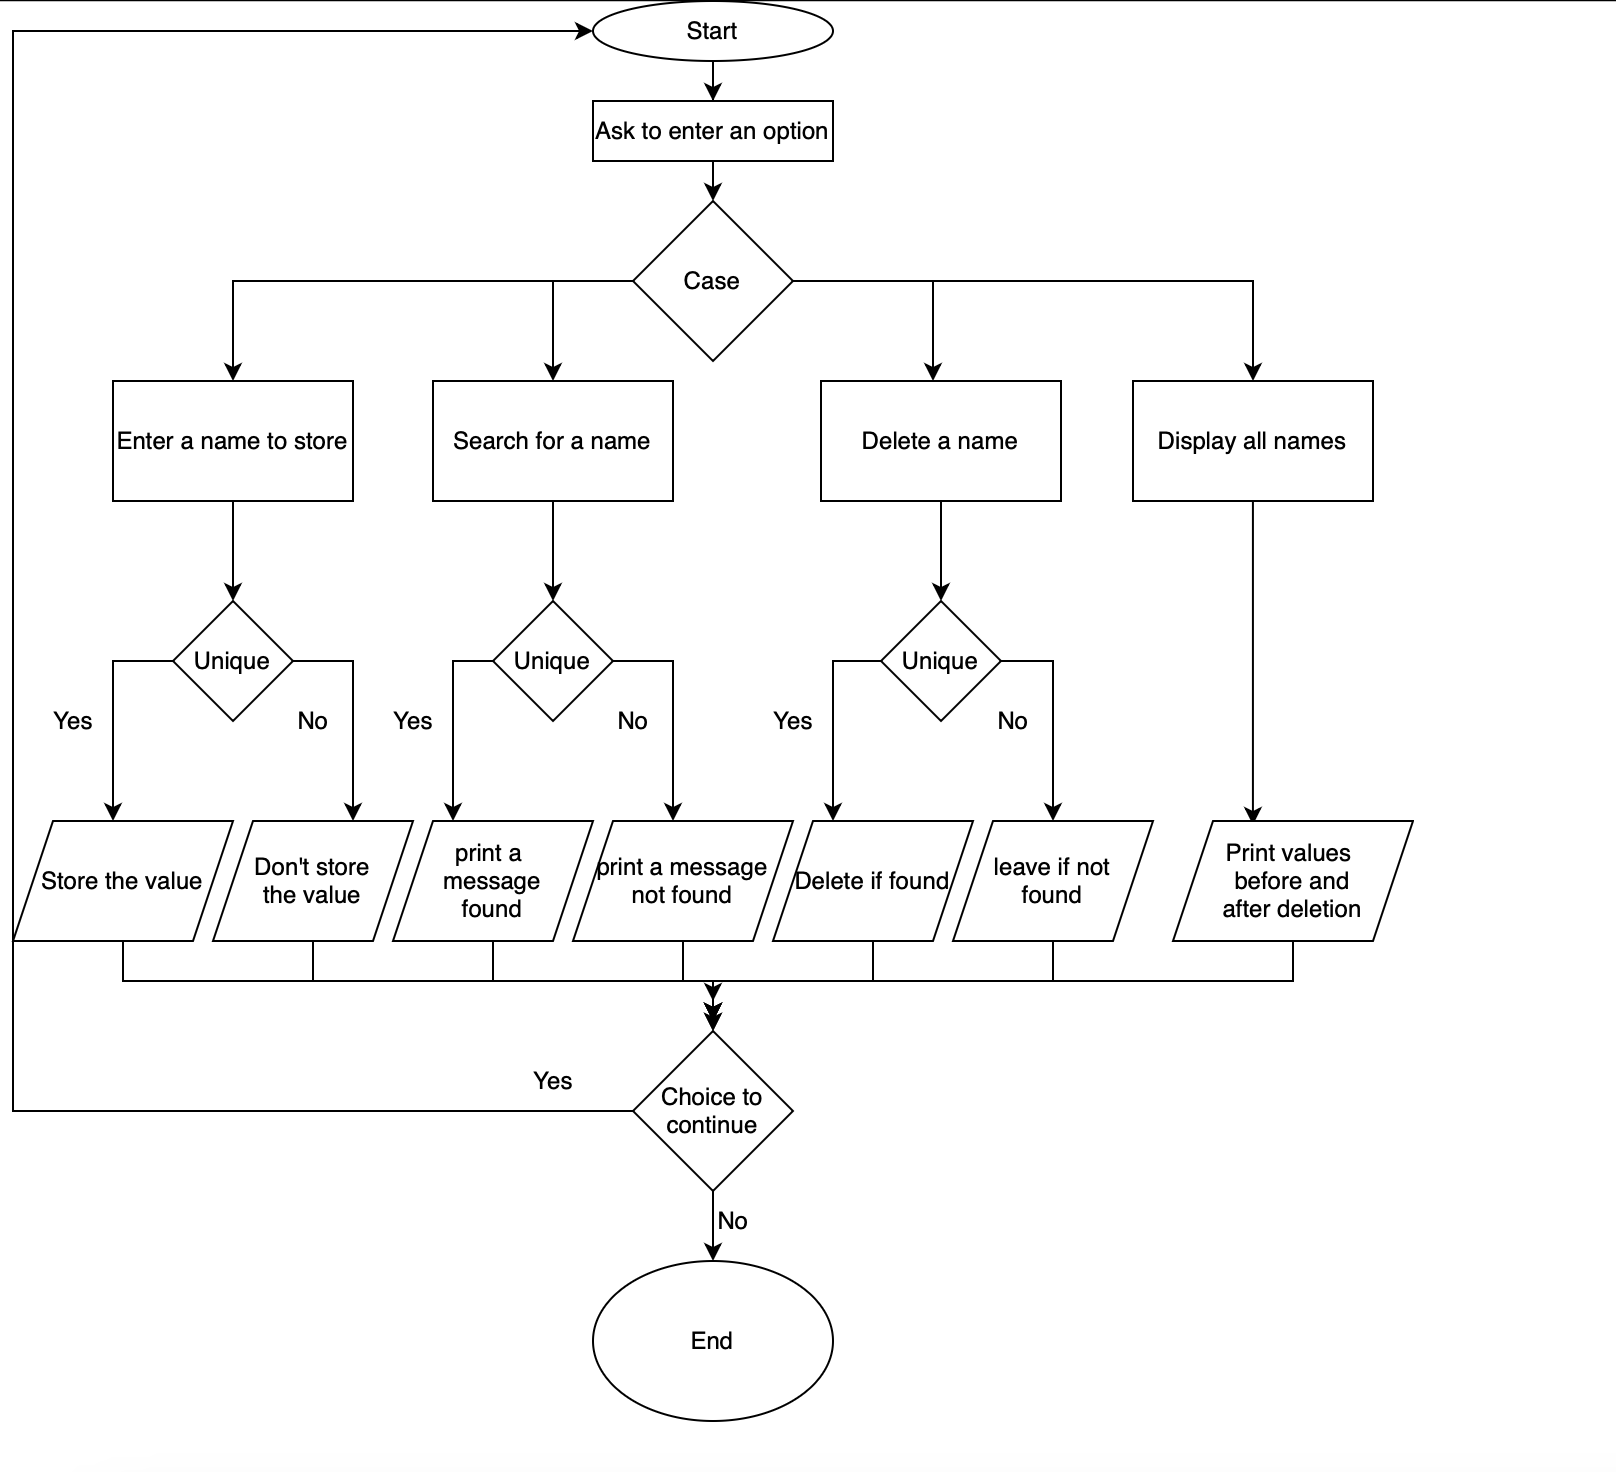 Start
Ask to enter an option
Case
Enter a name to store
Search for a name
Delete a name
Display all names
Unique
Unique
Unique
Yes
No
Yes
No
Yes
No
Store the value
Don't store
the value
print a
message
found
print a message
not found
Delete if found
leave if not
found
Print values
before and
after deletion
Yes
Choice to
continue
No
End